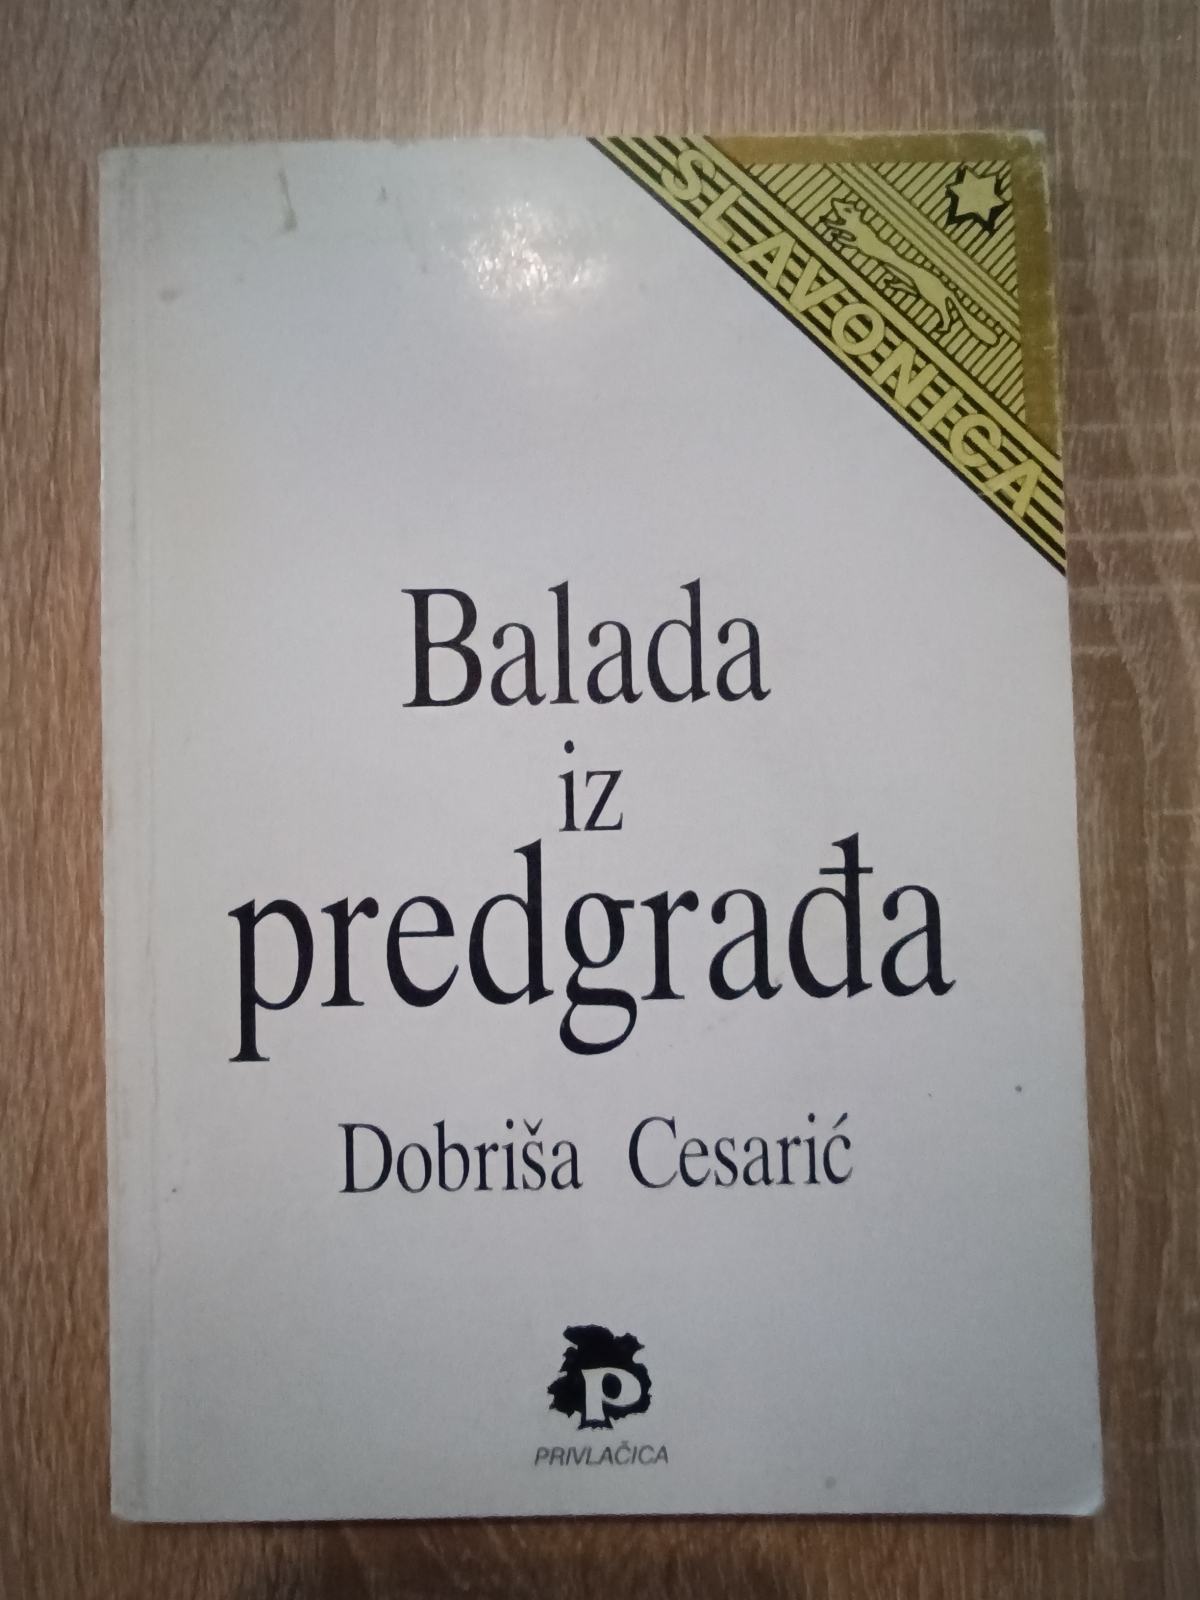 SLAVONICA
Balada
iz
predgrađa
Dobriša Cesarić
p
PRIVLAČICA